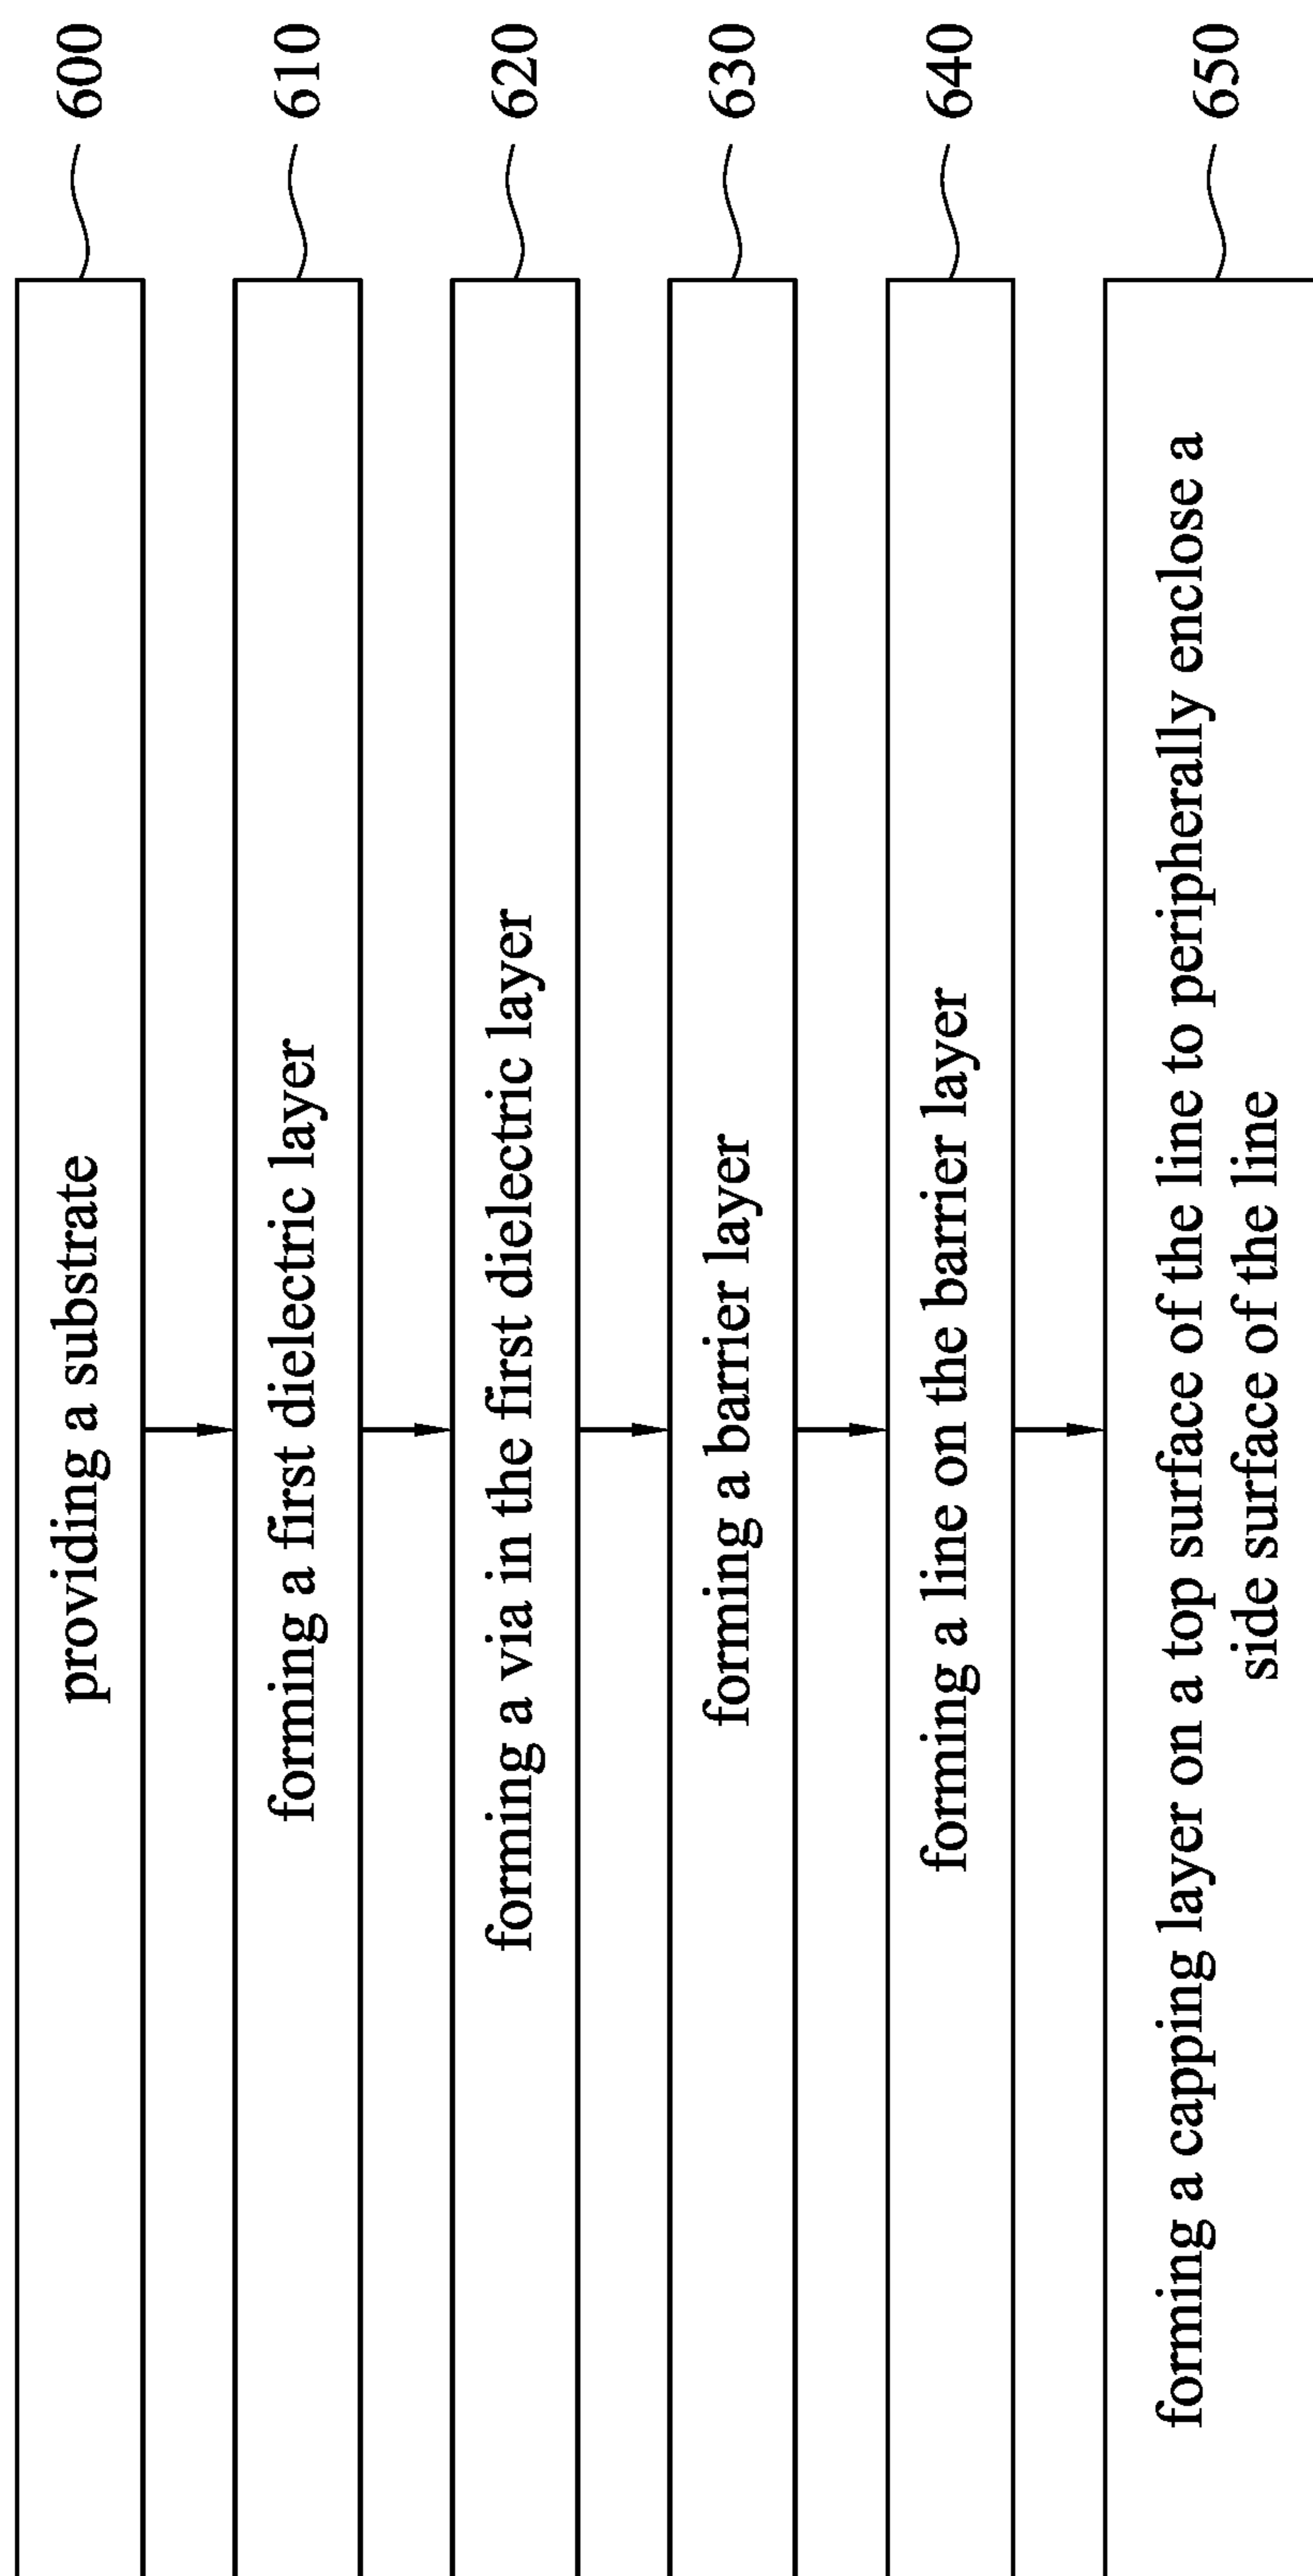 providing a substrate
600
forming a first dielectric layer
610
forming a via in the first dielectric layer
620
forming a barrier layer
630
forming a line on the barrier layer
640
forming a capping layer on a top surface of the line to peripherally enclose a
side surface of the line
650